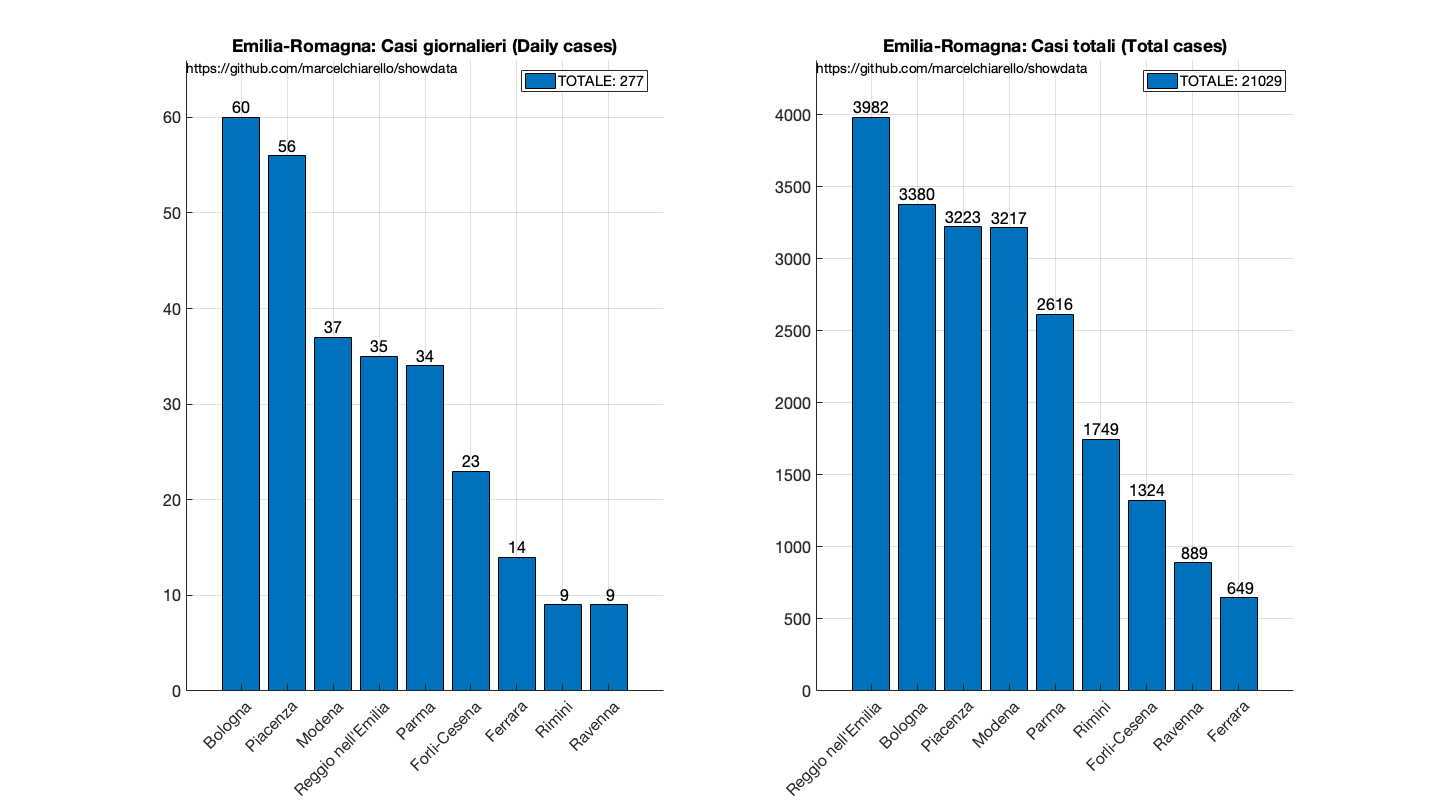 Emilia-Romagna: Casi giornalieri (Daily cases)
https://github.com/marcelchiarello/showdata
TOTALE: 277
60
50
40
30
20
10
0
60
56
37
35
34
23
14
9
9
Bologna
Piacenza
Modena
Reggio nell'Emilia
Parma
Forlì-Cesena
Ferrara
Rimini
Ravenna
Emilia-Romagna: Casi totali (Total cases)
https://github.com/marcelchiarello/showdata
TOTALE: 21029
4000
3500
3000
2500
2000
1500
1000
500
0
3982
3380
3223
3217
2616
1749
1324
889
649
Reggio nell'Emilia
Bologna
Piacenza
Modena
Parma
Rimini
Forlì-Cesena
Ravenna
Ferrara